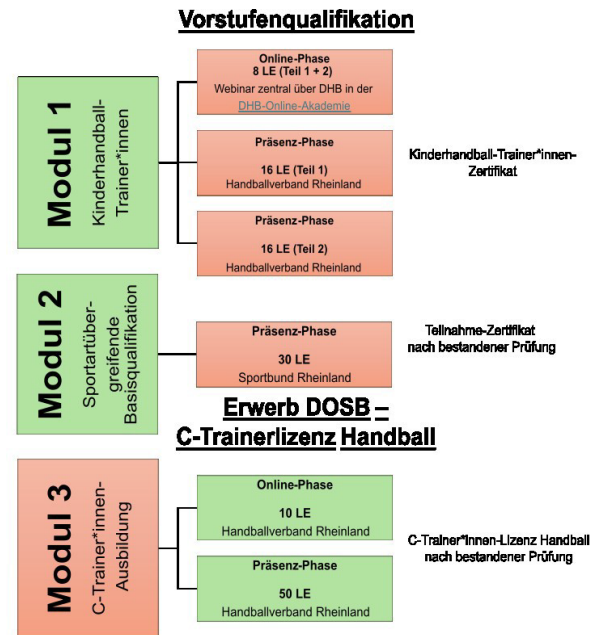 Vorstufenqualifikation
Modul 1
Kinderhandball-
Trainer*innen
Online-Phase
8 LE (Teil 1 + 2)
Webinar zentral über DHB in der
DHB-Online-Akademie
Präsenz-Phase
16 LE (Teil 1)
Handballverband Rheinland
Präsenz-Phase
16 LE (Teil 2)
Handballverband Rheinland
Kinderhandball-Trainer*innen-
Zertifikat
Modul 2
Sportartüber-
greifende
Basisqualifikation
Präsenz-Phase
30 LE
Sportbund Rheinland
Teilnahme-Zertifikat
nach bestandener Prüfung
Erwerb DOSB –
C-Trainerlizenz Handball
Modul 3
C-Trainer*innen-
Ausbildung
Online-Phase
10 LE
Handballverband Rheinland
Präsenz-Phase
50 LE
Handballverband Rheinland
C-Trainer*innen-Lizenz Handball
nach bestandener Prüfung